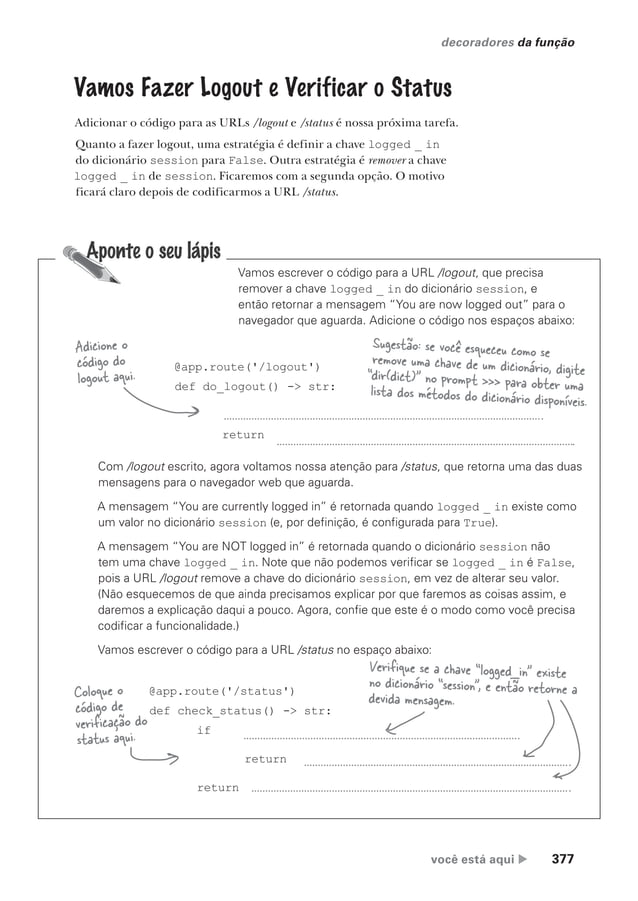 decoradores da função
Vamos Fazer Logout e Verificar o Status
Adicionar o código para as URLs /logout e /status é nossa próxima tarefa.
Quanto a fazer logout, uma estratégia é definir a chave logged _ in
do dicionário session para False. Outra estratégia é remover a chave
logged _ in de session. Ficaremos com a segunda opção. O motivo
ficará claro depois de codificarmos a URL /status.
Aponte o seu lápis
Vamos escrever o código para a URL /logout, que precisa
remover a chave logged _ in do dicionário session, e
então retornar a mensagem “You are now logged out” para o
navegador que aguarda. Adicione o código nos espaços abaixo:
Adicione o
código do
logout aqui.
Sugestão: se você esqueceu como se
remove uma chave de um dicionário, digite
“dir(dict)” no prompt >>> para obter uma
lista dos métodos do dicionário disponíveis.
@app.route('/logout')
def do_logout() -> str:
return
Com /logout escrito, agora voltamos nossa atenção para /status, que retorna uma das duas
mensagens para o navegador web que aguarda.
A mensagem “You are currently logged in” é retornada quando logged _ in existe como
um valor no dicionário session (e, por definição, é configurada para True).
A mensagem “You are NOT logged in” é retornada quando o dicionário session não
tem uma chave logged _ in. Note que não podemos verificar se logged _ in é False,
pois a URL /logout remove a chave do dicionário session, em vez de alterar seu valor.
(Não esquecemos de que ainda precisamos explicar por que faremos as coisas assim, e
daremos a explicação daqui a pouco. Agora, confie que este é o modo como você precisa
codificar a funcionalidade.)
Vamos escrever o código para a URL /status no espaço abaixo:
Verifique se a chave “logged_in” existe
no dicionário “session”, e então retorne a
devida mensagem.
Coloque o
código de
verificação do
status aqui.
@app.route('/status')
def check_status() -> str:
if
return
return
você está aqui
377